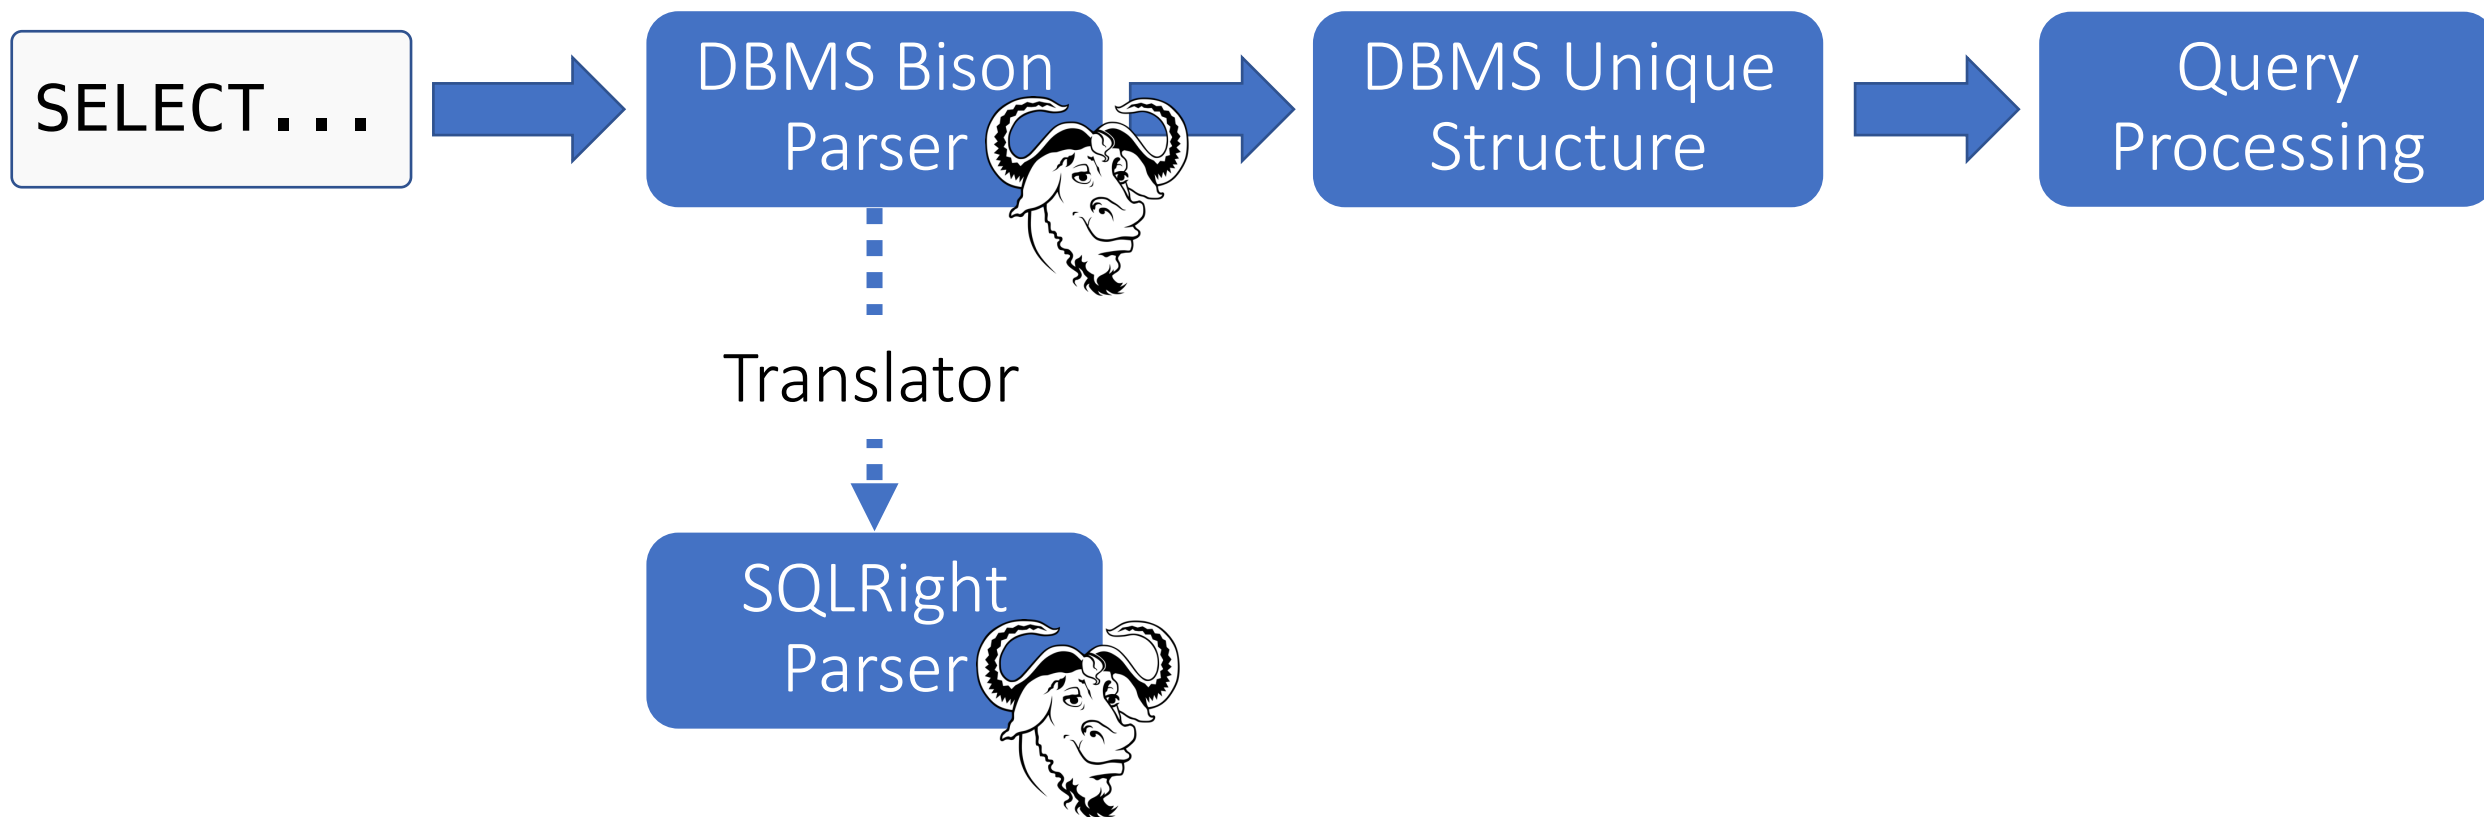 SELECT...
DBMS Bison
Parser
DBMS Unique
Structure
Query
Processing
Translator
SQLRight
Parser